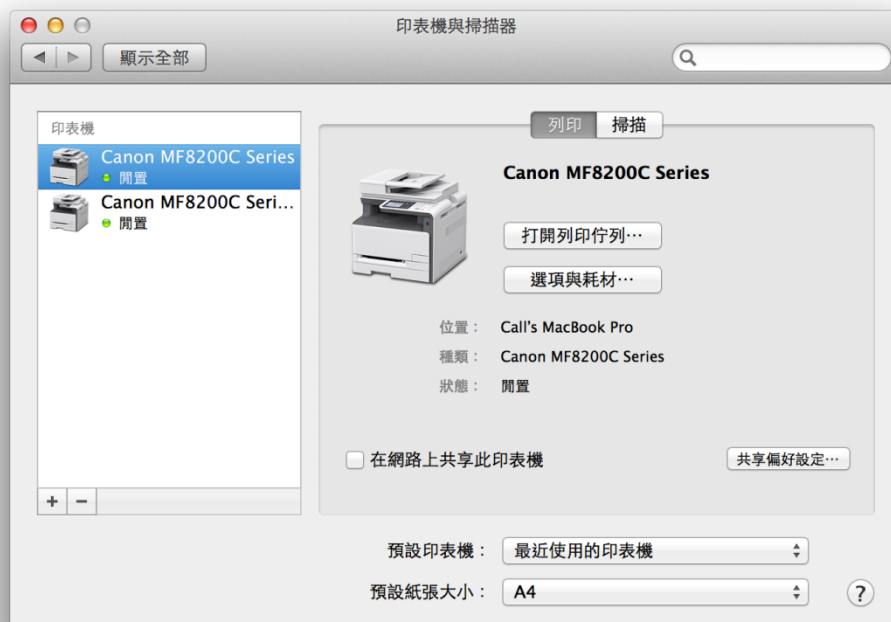 印表機與掃描器
顯示全部
印表機
Canon MF8200C Series
閒置
Canon MF8200C Seri...
閒置
列印 掃描
Canon MF8200C Series
打開列印佇列…
選項與耗材…
位置： Call's MacBook Pro
種類： Canon MF8200C Series
狀態： 閒置
在網路上共享此印表機
共享偏好設定…
+ −
預設印表機： 最近使用的印表機
預設紙張大小： A4
?